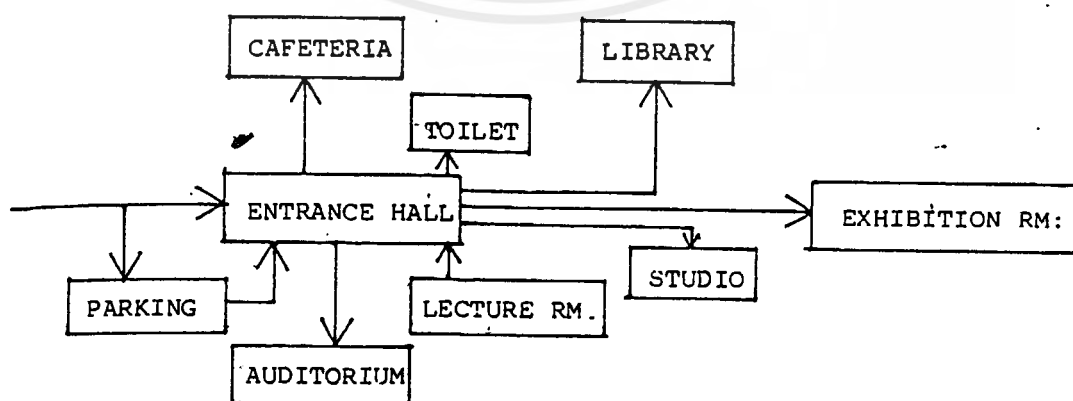 CAFETERIA
LIBRARY
TOILET
ENTRANCE HALL
EXHIBITION RM:
STUDIO
PARKING
LECTURE RM.
AUDITORIUM